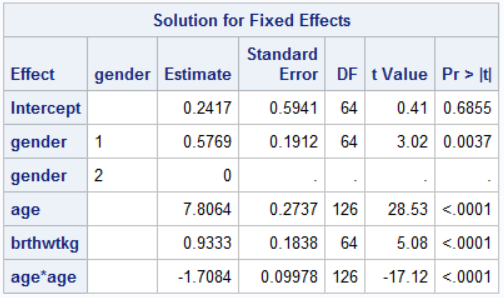 Solution for Fixed Effects
Effect gender Estimate Standard Error DF t Value Pr > |t|
Intercept 0.2417 0.5941 64 0.41 0.6855
gender 1 0.5769 0.1912 64 3.02 0.0037
gender 2 0 . . . .
age 7.8064 0.2737 126 28.53 <.0001
brthwtkg 0.9333 0.1838 64 5.08 <.0001
age*age -1.7084 0.09978 126 -17.12 <.0001